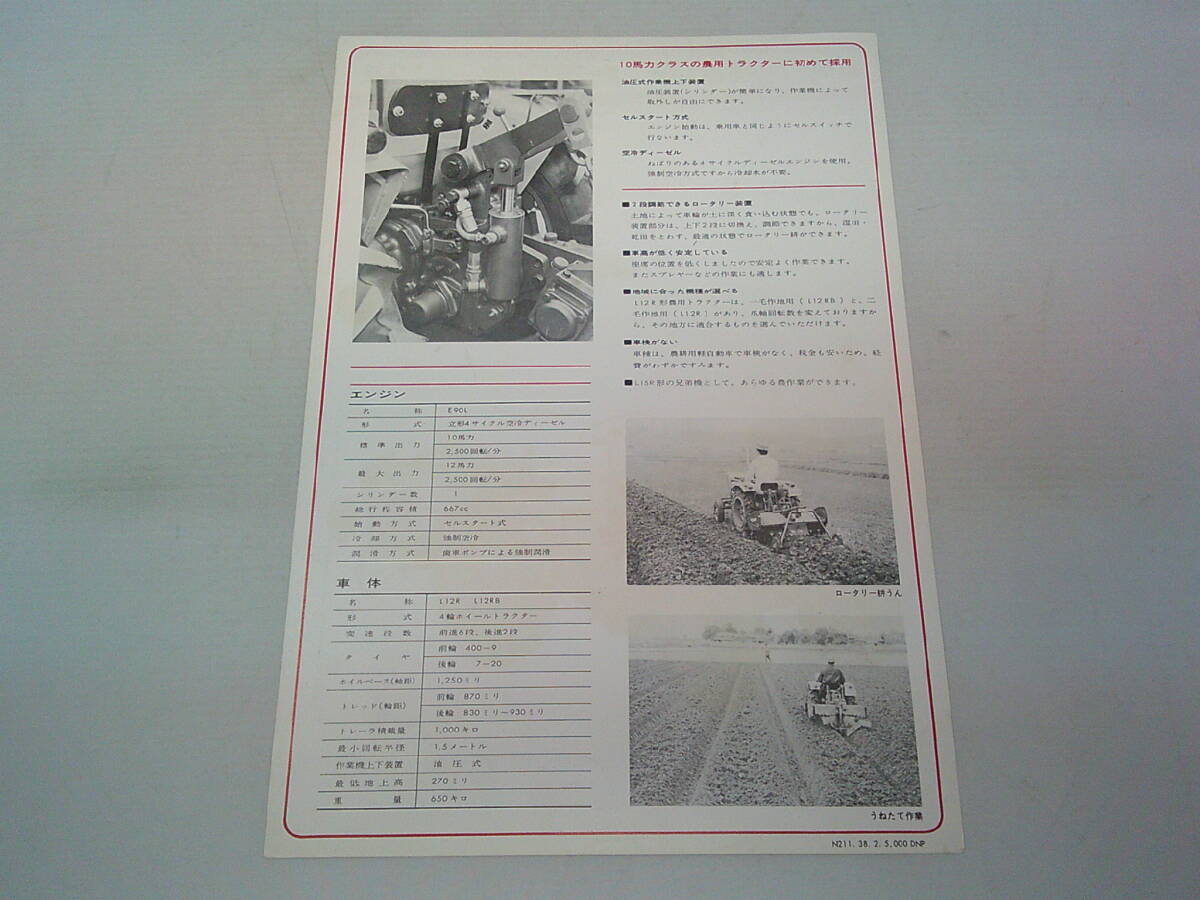 10馬力クラスの農用トラクターに初めて採用
油圧式作業機上下装置
油圧装置(シリンダー)が簡単になり、作業機によって
取外しが自由にできます。
セルスタート方式
エンジン始動は、乗用車と同じようにセルスイッチで
行ないます。
空冷ディーゼル
ねばりのある4サイクルディーゼルエンジンを使用。
強制空冷方式ですから冷却水が不要。
■2段調節できるロータリー装置
土地によって車輪が土に深く食い込む状態でも、ロータリー
装置部分は、上下2段に切換え、調節できますから、湿田・
乾田をとわず、最適の状態でロータリー耕ができます。
■車高が低く安定している
座席の位置を低くしましたので安定よく作業できます。
またスプレヤーなどの作業にも適します。
■地域に合った機種が選べる
L12R形農用トラクターは、一毛作地用(L12RB)と、二
毛作地用(L12R)があり、爪軸回転数を変えておりますか
ら、その地方に適合するものを選んでいただけます。
■車検がない
車種は、農耕用軽自動車で車検がなく、税金も安いため、経
費がわずかですみます。
■L15R形の兄弟機として、あらゆる農作業ができます。
エンジン
名称 E90L
形式 立形4サイクル空冷ディーゼル
標準出力 10馬力
2,500回転/分
最大出力 12馬力
2,500回転/分
シリンダー数 1
総行程容積 667cc
始動方式 セルスタート式
冷却方式 強制空冷
潤滑方式 歯車ポンプによる強制潤滑
車体
名称 L12R L12RB
形式 4輪ホイールトラクター
変速段数 前進6段、後進2段
タイヤ 前輪 400-9
後輪 7-20
ホイルベース(軸距) 1,250ミリ
トレッド(輪距) 前輪 870ミリ
後輪 830ミリ~930ミリ
トレーラ積載量 1,000キロ
最小回転半径 1.5メートル
作業機上下装置 油圧式
最低地上高 270ミリ
重量 650キロ
ロータリー耕うん
うねたて作業
N211. 38. 2. 5,000 DNP